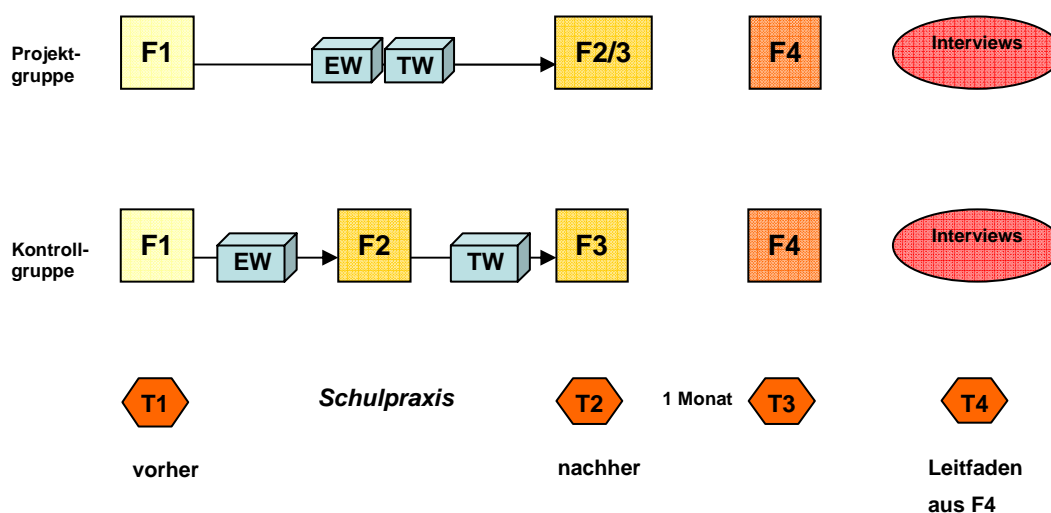 Projekt-
gruppe
F1
EW
TW
F2/3
F4
Interviews
Kontroll-
gruppe
F1
EW
F2
TW
F3
F4
Interviews
T1
Schulpraxis
T2
1 Monat
T3
T4
vorher
nachher
Leitfaden
aus F4